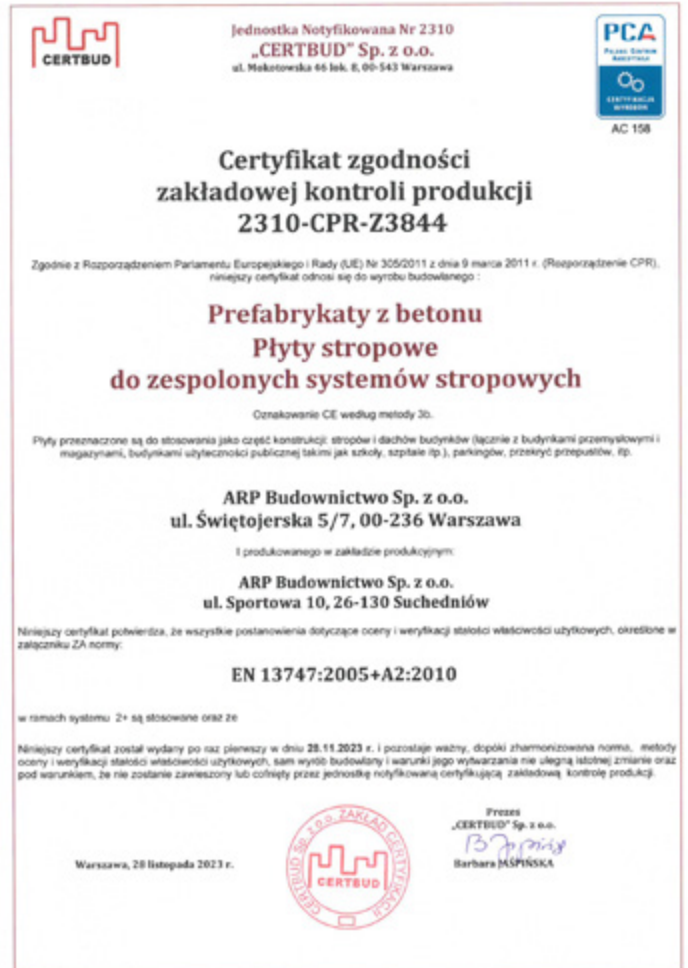 CERTBUD
Jednostka Notyfikowana Nr 2310
„CERTBUD" Sp. z o.o.
ul. Mokotowska 46 lok. 8, 00-543 Warszawa
PCA
POLSKIE CENTRUM
AKREDYTACJI
CERTYFIKACJA
WYROBÓW
AC 158
Certyfikat zgodności
zakładowej kontroli produkcji
2310-CPR-Z3844
Zgodnie z Rozporządzeniem Parlamentu Europejskiego i Rady (UE) Nr 305/2011 z dnia 9 marca 2011 r. (Rozporządzenie CPR),
niniejszy certyfikat odnosi się do wyrobu budowlanego :
Prefabrykaty z betonu
Płyty stropowe
do zespolonych systemów stropowych
Oznakowanie CE według metody 3b.
Płyty przeznaczone są do stosowania jako część konstrukcji: stropów i dachów budynków (łącznie z budynkami przemysłowymi i
magazynami, budynkami użyteczności publicznej takimi jak szkoły, szpitale itp.), parkingów, przekryć przepustów, itp.
ARP Budownictwo Sp. z o.o.
ul. Świętojerska 5/7, 00-236 Warszawa
I produkowanego w zakładzie produkcyjnym:
ARP Budownictwo Sp. z o.o.
ul. Sportowa 10, 26-130 Suchedniów
Niniejszy certyfikat potwierdza, że wszystkie postanowienia dotyczące oceny i weryfikacji stałości właściwości użytkowych, określone w
załączniku ZA normy:
EN 13747:2005+A2:2010
w ramach systemu 2+ są stosowane oraz że
Niniejszy certyfikat został wydany po raz pierwszy w dniu 28.11.2023 r. i pozostaje ważny, dopóki zharmonizowana norma, metody
oceny i weryfikacji stałości właściwości użytkowych, sam wyrób budowlany i warunki jego wytwarzania nie ulegną istotnej zmianie oraz
pod warunkiem, że nie zostanie zawieszony lub cofnięty przez jednostkę notyfikowaną certyfikującą zakładową kontrolę produkcji.
Warszawa, 28 listopada 2023 r.
CERTBUD Sp. z o.o. ZAKŁAD CERTYFIKACJI
CERTBUD
Prezes
„CERTBUD" Sp. z o.o.
Barbara JASPIŃSKA